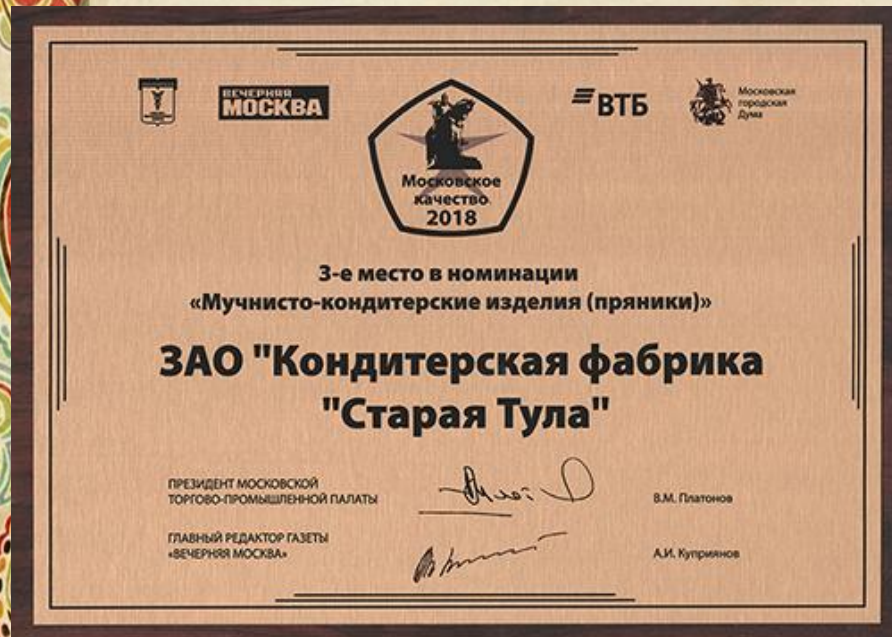 ВЕЧЕРНЯЯ
МОСКВА
ВТБ
Московская
городская
Дума
Московское
качество
2018
3-е место в номинации
«Мучнисто-кондитерские изделия (пряники)»
ЗАО "Кондитерская фабрика
"Старая Тула"
ПРЕЗИДЕНТ МОСКОВСКОЙ
ТОРГОВО-ПРОМЫШЛЕННОЙ ПАЛАТЫ
В.М. Платонов
ГЛАВНЫЙ РЕДАКТОР ГАЗЕТЫ
«ВЕЧЕРНЯЯ МОСКВА»
А.И. Куприянов